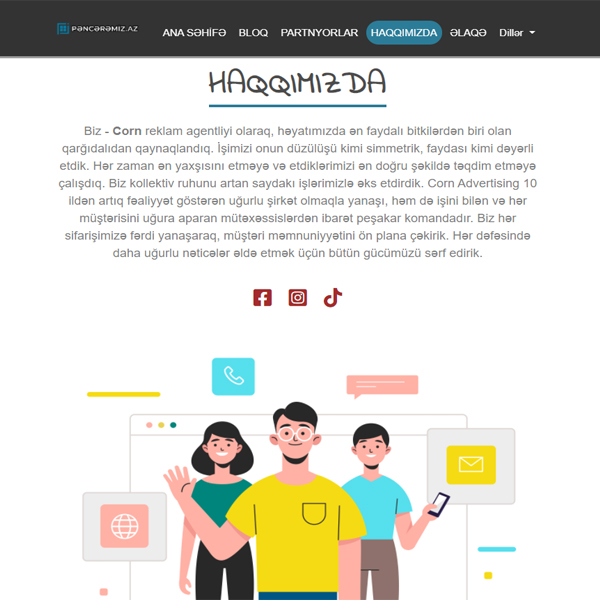 PƏNCƏRƏMIZ.AZ
ANA SƏHİFƏ BLOQ PARTNYORLAR HAQQIMIZDA ƏLAQƏ Dillər
HAQQIMIZDA
Biz - Corn reklam agentliyi olaraq, həyatımızda ən faydalı bitkilərdən biri olan
qarğıdalıdan qaynaqlandıq. İşimizi onun düzülüşü kimi simmetrik, faydası kimi dəyərli
etdik. Hər zaman ən yaxşısını etməyə və etdiklərimizi ən doğru şəkildə təqdim etməyə
çalışdıq. Biz kollektiv ruhunu artan saydakı işlərimizlə əks etdirdik. Corn Advertising 10
ildən artıq fəaliyyət göstərən uğurlu şirkət olmaqla yanaşı, həm də işini bilən və hər
müştərisini uğura aparan mütəxəssislərdən ibarət peşəkar komandadır. Biz hər
sifarişimizə fərdi yanaşaraq, müştəri məmnuniyyətini ön plana çəkirik. Hər dəfəsində
daha uğurlu nəticələr əldə etmək üçün bütün gücümüzü sərf edirik.